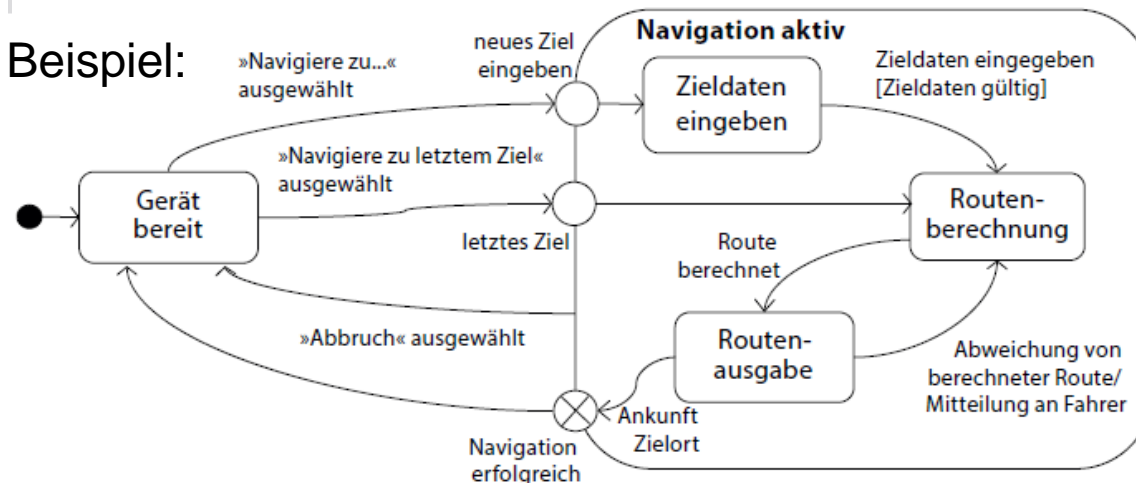 Beispiel:
»Navigiere zu...«
ausgewählt
neues Ziel
eingeben
Navigation aktiv
Zieldaten
eingeben
Zieldaten eingegeben
[Zieldaten gültig]
»Navigiere zu letztem Ziel«
ausgewählt
Gerät
bereit
letztes Ziel
Routen-
berechnung
Route
berechnet
»Abbruch« ausgewählt
Routen-
ausgabe
Abweichung von
berechneter Route/
Mitteilung an Fahrer
Ankunft
Zielort
Navigation
erfolgreich